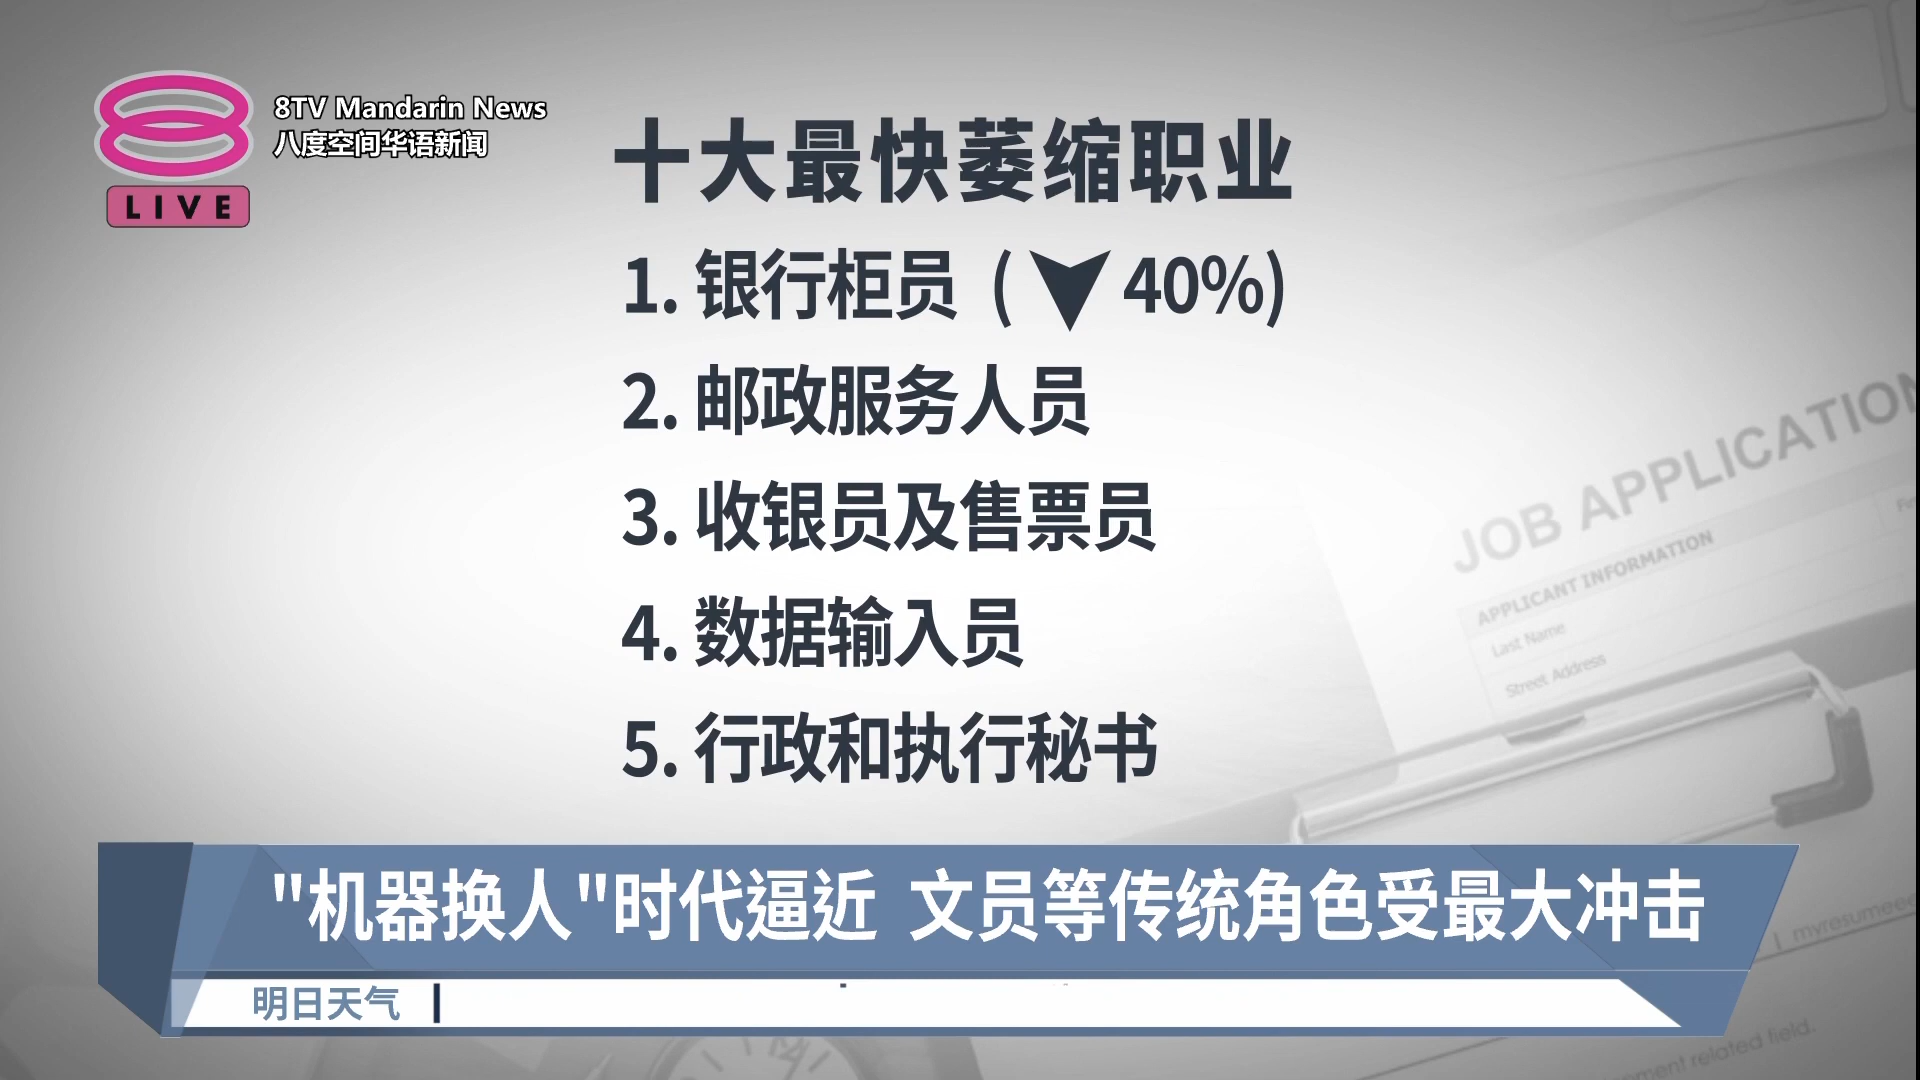 8TV Mandarin News
八度空间华语新闻
LIVE
十大最快萎缩职业
1. 银行柜员 (▼40%)
2. 邮政服务人员
3. 收银员及售票员
4. 数据输入员
5. 行政和执行秘书
JOB APPLICATION
APPLICANT INFORMATION
Last Name
Street Address
"机器换人"时代逼近 文员等传统角色受最大冲击
明日天气
related field.